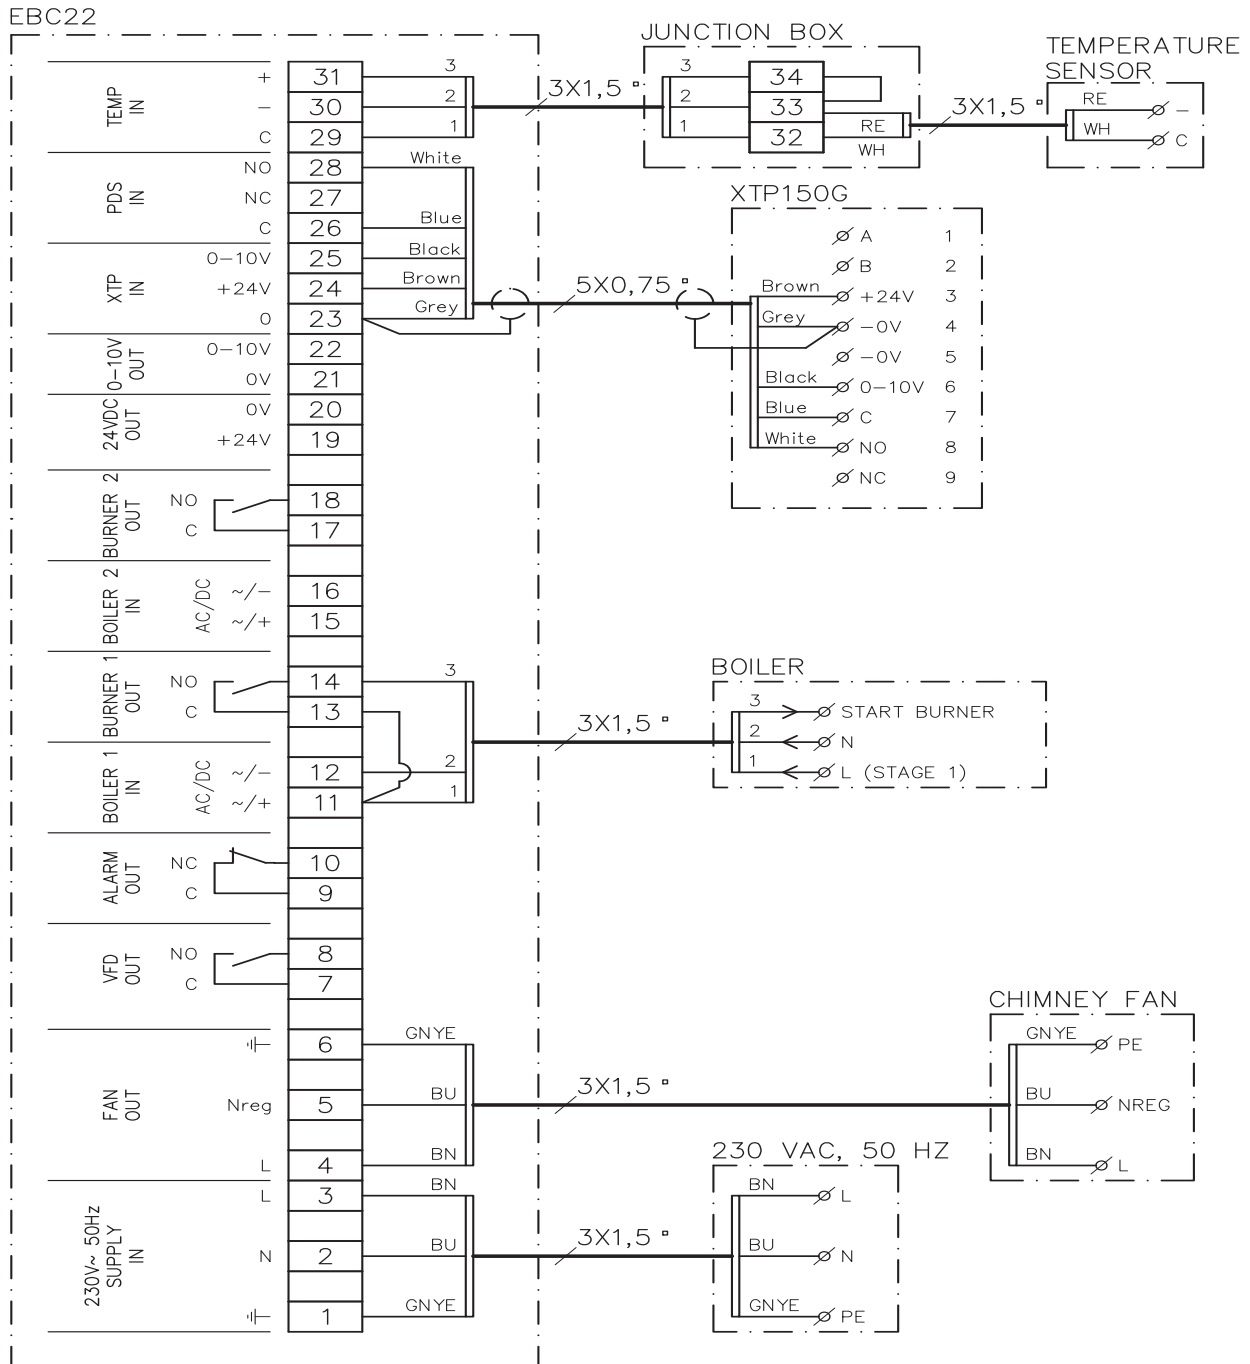 EBC22
JUNCTION BOX
TEMPERATURE
SENSOR
TEMP
IN
+ 31 3
− 30 2
C 29 1
3X1,5 ▫
3 34
2 33
1 32
RE
WH
3X1,5 ▫
RE −
WH C
PDS
IN
NO 28 White
NC 27
C 26 Blue
XTP
IN
0−10V 25 Black
+24V 24 Brown
0 23 Grey
5X0,75 ▫
XTP150G
A 1
B 2
Brown +24V 3
Grey −0V 4
−0V 5
Black 0−10V 6
Blue C 7
White NO 8
NC 9
0−10V
OUT
0−10V 22
0V 21
24VDC
OUT
0V 20
+24V 19
BURNER 2
OUT
NO 18
C 17
BOILER 2
IN
AC/DC
~/− 16
~/+ 15
BURNER 1
OUT
NO 14 3
C 13
BOILER 1
IN
AC/DC
~/− 12 2
~/+ 11 1
3X1,5 ▫
BOILER
3 START BURNER
2 N
1 L (STAGE 1)
ALARM
OUT
NC 10
C 9
VFD
OUT
NO 8
C 7
FAN
OUT
6 GNYE
Nreg 5 BU
L 4 BN
3X1,5 ▫
CHIMNEY FAN
GNYE PE
BU NREG
BN L
230V~ 50Hz
SUPPLY
IN
L 3 BN
N 2 BU
1 GNYE
3X1,5 ▫
230 VAC, 50 HZ
BN L
BU N
GNYE PE